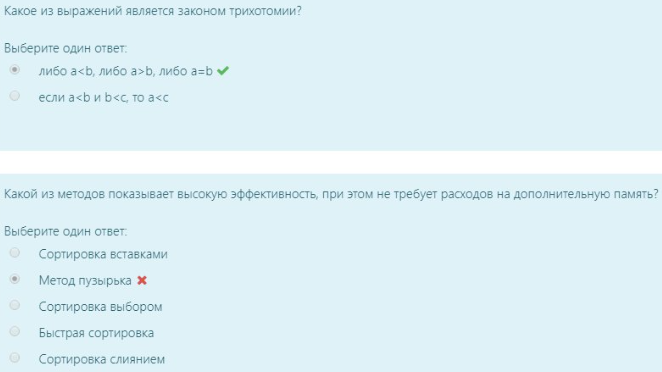 Какое из выражений является законом трихотомии?
Выберите один ответ:
либо a<b, либо a>b, либо a=b
если a<b и b<c, то a<c
Какой из методов показывает высокую эффективность, при этом не требует расходов на дополнительную память?
Выберите один ответ:
Сортировка вставками
Метод пузырька
Сортировка выбором
Быстрая сортировка
Сортировка слиянием